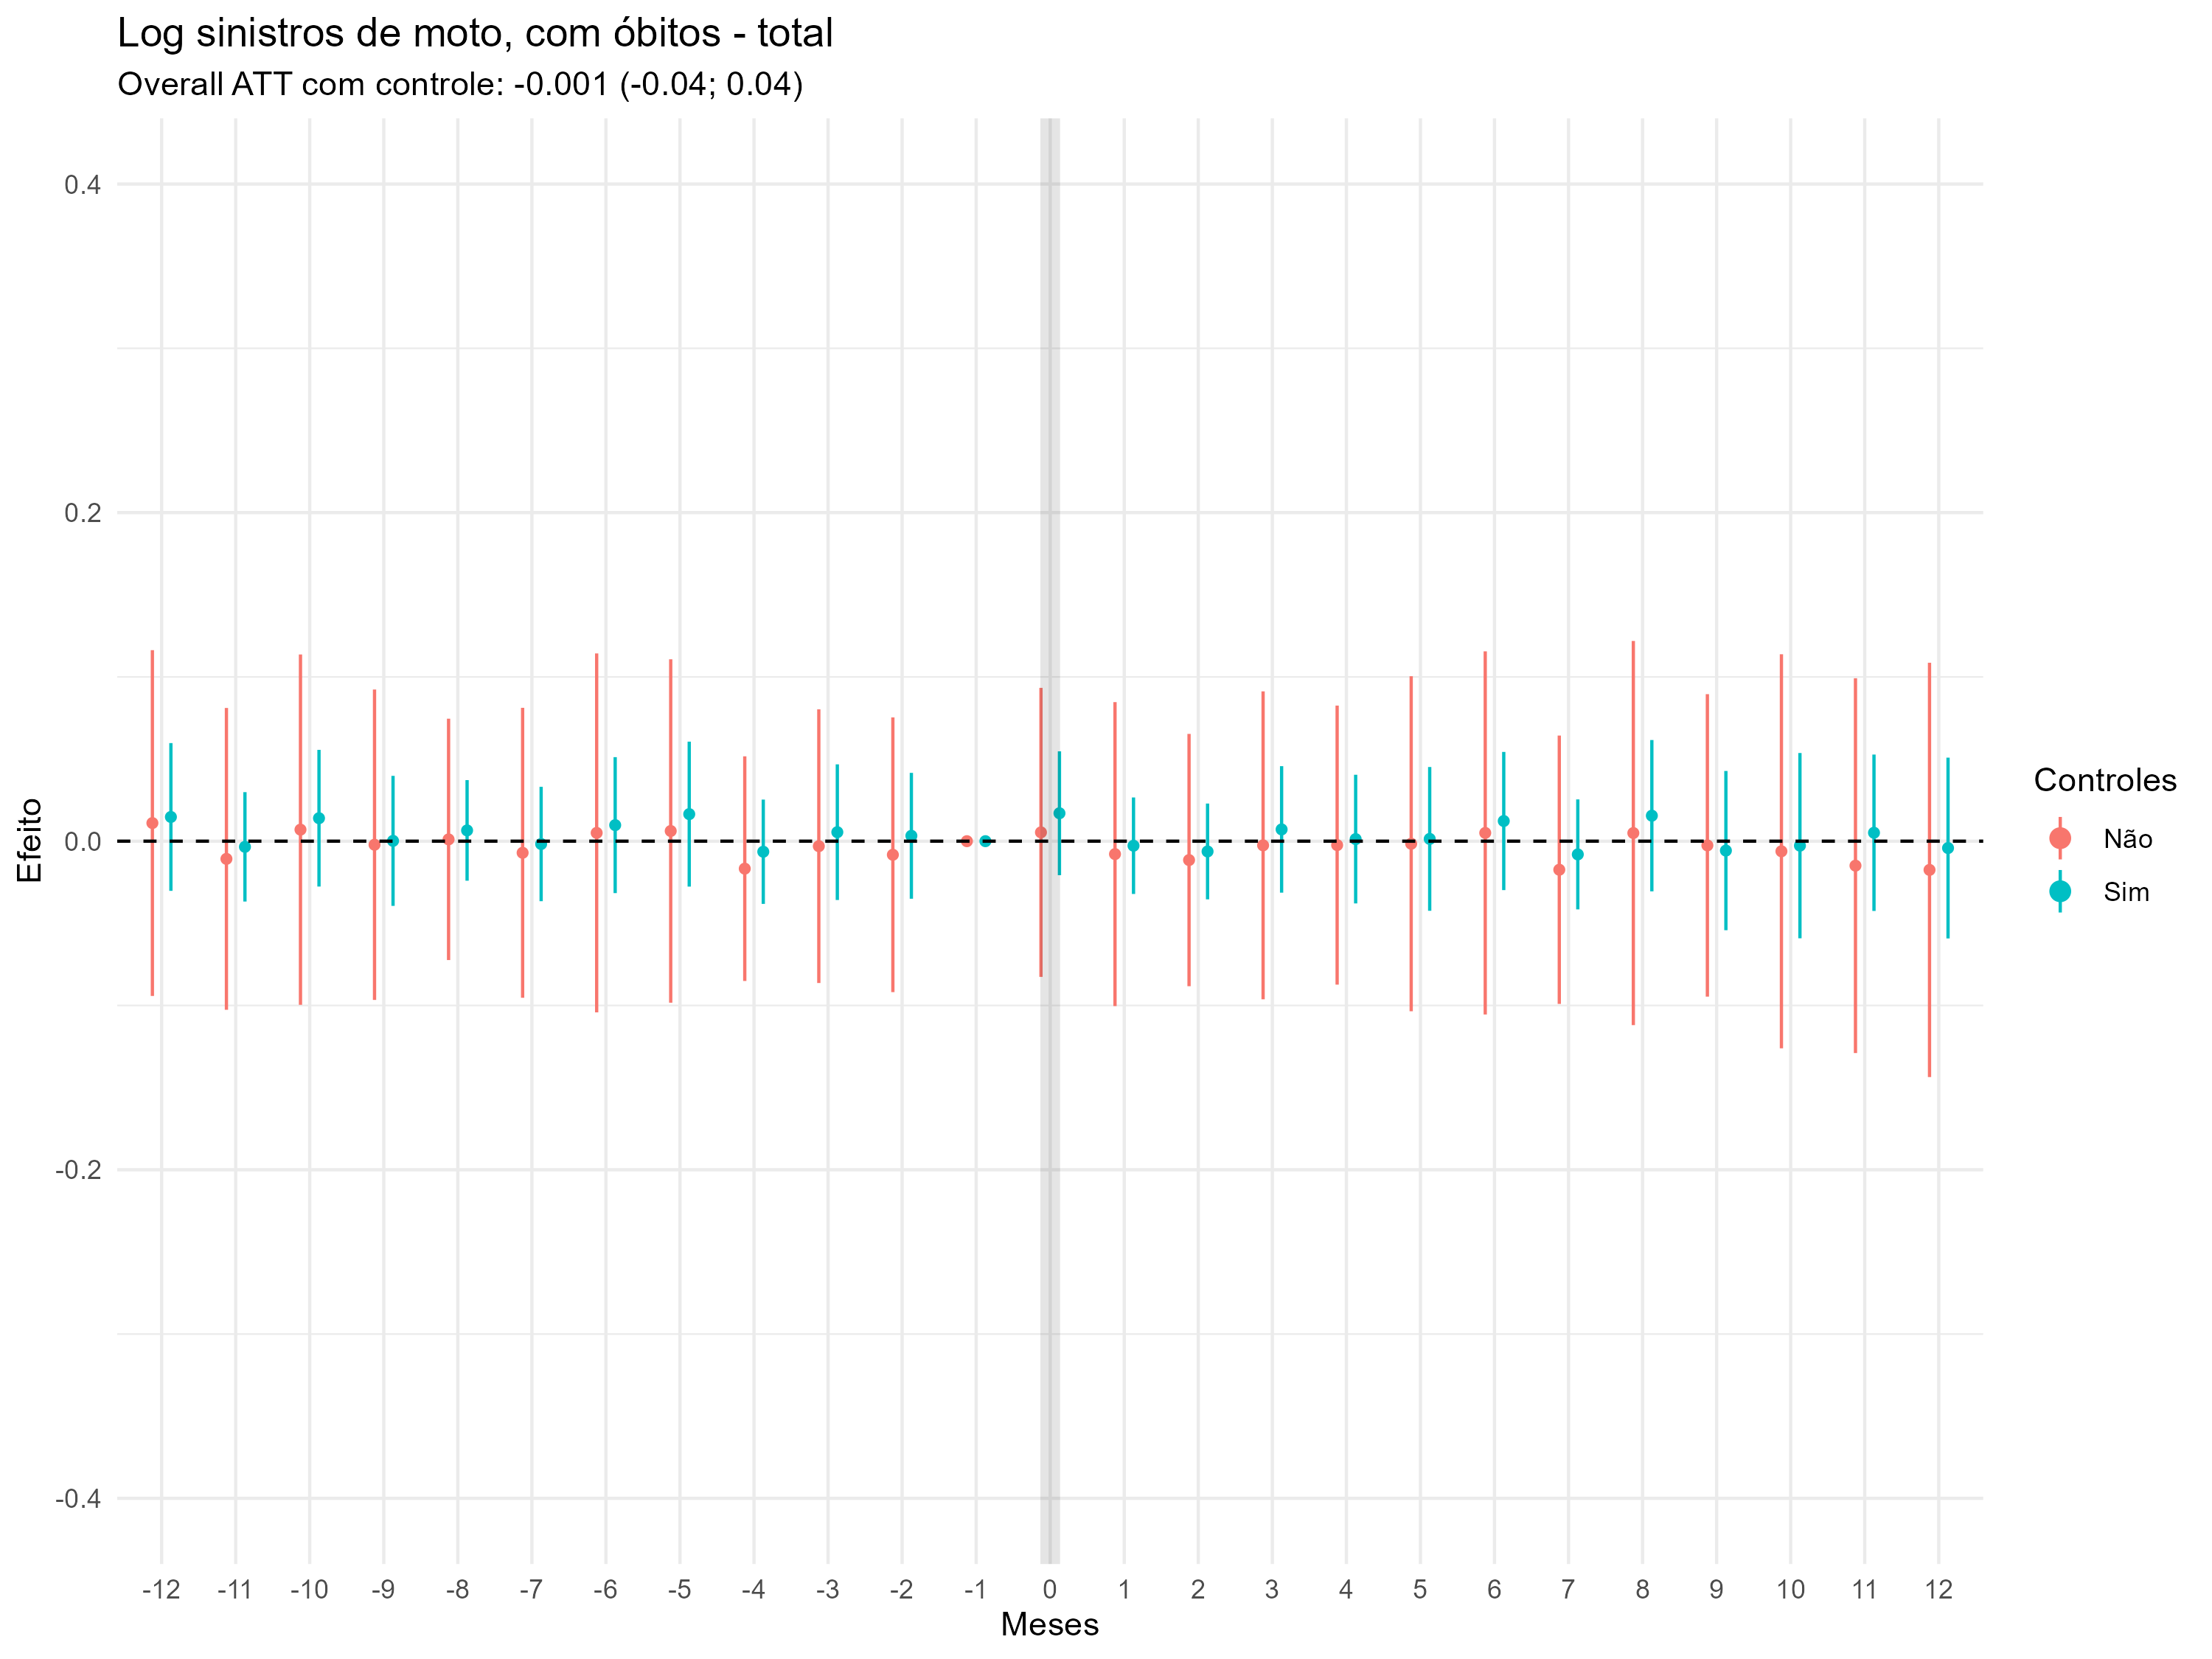 Log sinistros de moto, com óbitos - total
Overall ATT com controle: -0.001 (-0.04; 0.04)
0.4
0.2
0.0
-0.2
-0.4
Efeito
-12 -11 -10 -9 -8 -7 -6 -5 -4 -3 -2 -1 0 1 2 3 4 5 6 7 8 9 10 11 12
Meses
Controles
Não
Sim